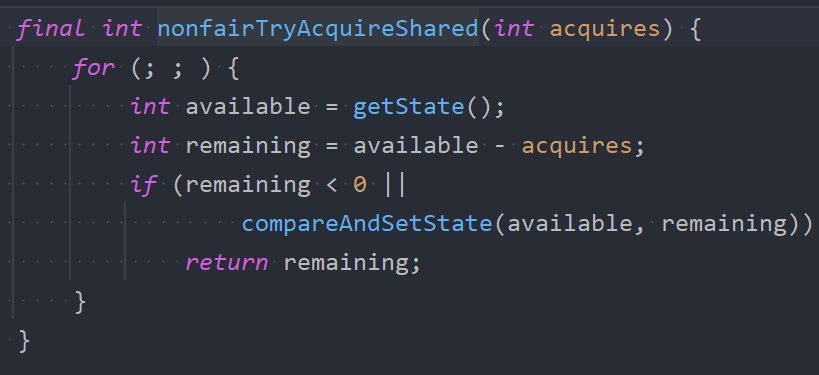 final int nonfairTryAcquireShared(int acquires) {
for (; ; ) {
int available = getState();
int remaining = available - acquires;
if (remaining < 0 ||
compareAndSetState(available, remaining))
return remaining;
}
}